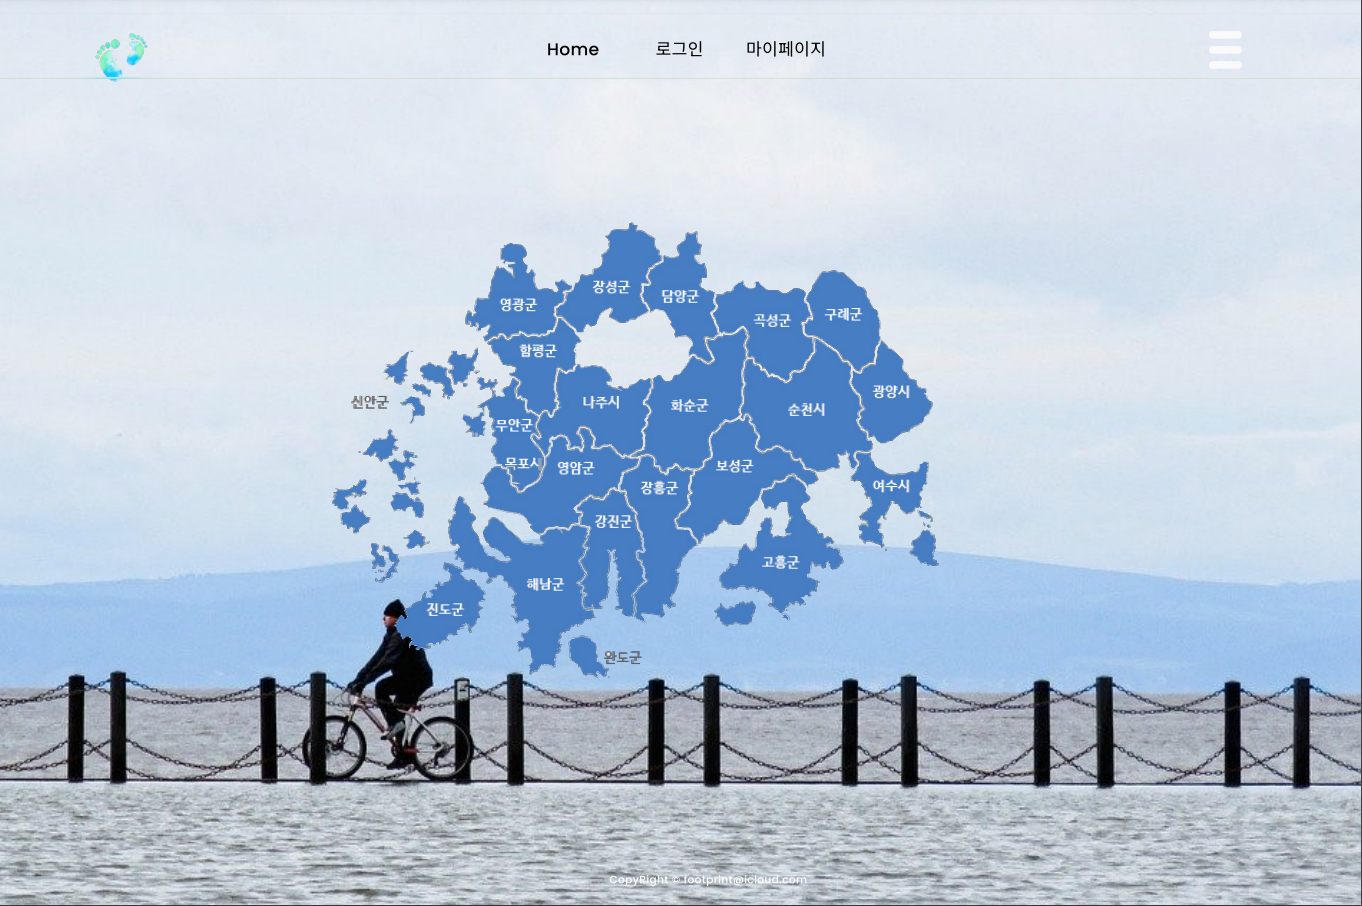 Home 로그인 마이페이지
장성군
담양군
영광군
곡성군
구례군
함평군
광양시
신안군
나주시
화순군
순천시
무안군
목포시
영암군
보성군
장흥군
여수시
강진군
고흥군
해남군
진도군
완도군
CopyRight © footprint@icloud.com